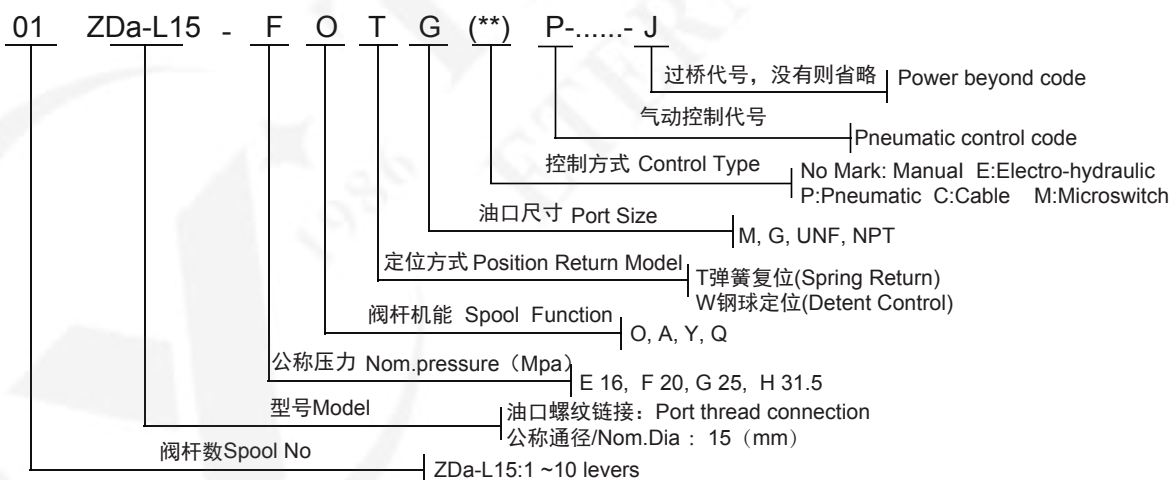 01 ZDa-L15 - F O T G (**) P-......-J
过桥代号，没有则省略 Power beyond code
气动控制代号 Pneumatic control code
控制方式 Control Type No Mark: Manual E:Electro-hydraulic
P:Pneumatic C:Cable M:Microswitch
油口尺寸 Port Size M, G, UNF, NPT
定位方式 Position Return Model T弹簧复位(Spring Return)
W钢球定位(Detent Control)
阀杆机能 Spool Function O, A, Y, Q
公称压力 Nom.pressure（Mpa） E 16, F 20, G 25, H 31.5
型号Model 油口螺纹链接：Port thread connection
公称通径/Nom.Dia : 15（mm）
阀杆数Spool No ZDa-L15:1 ~10 levers